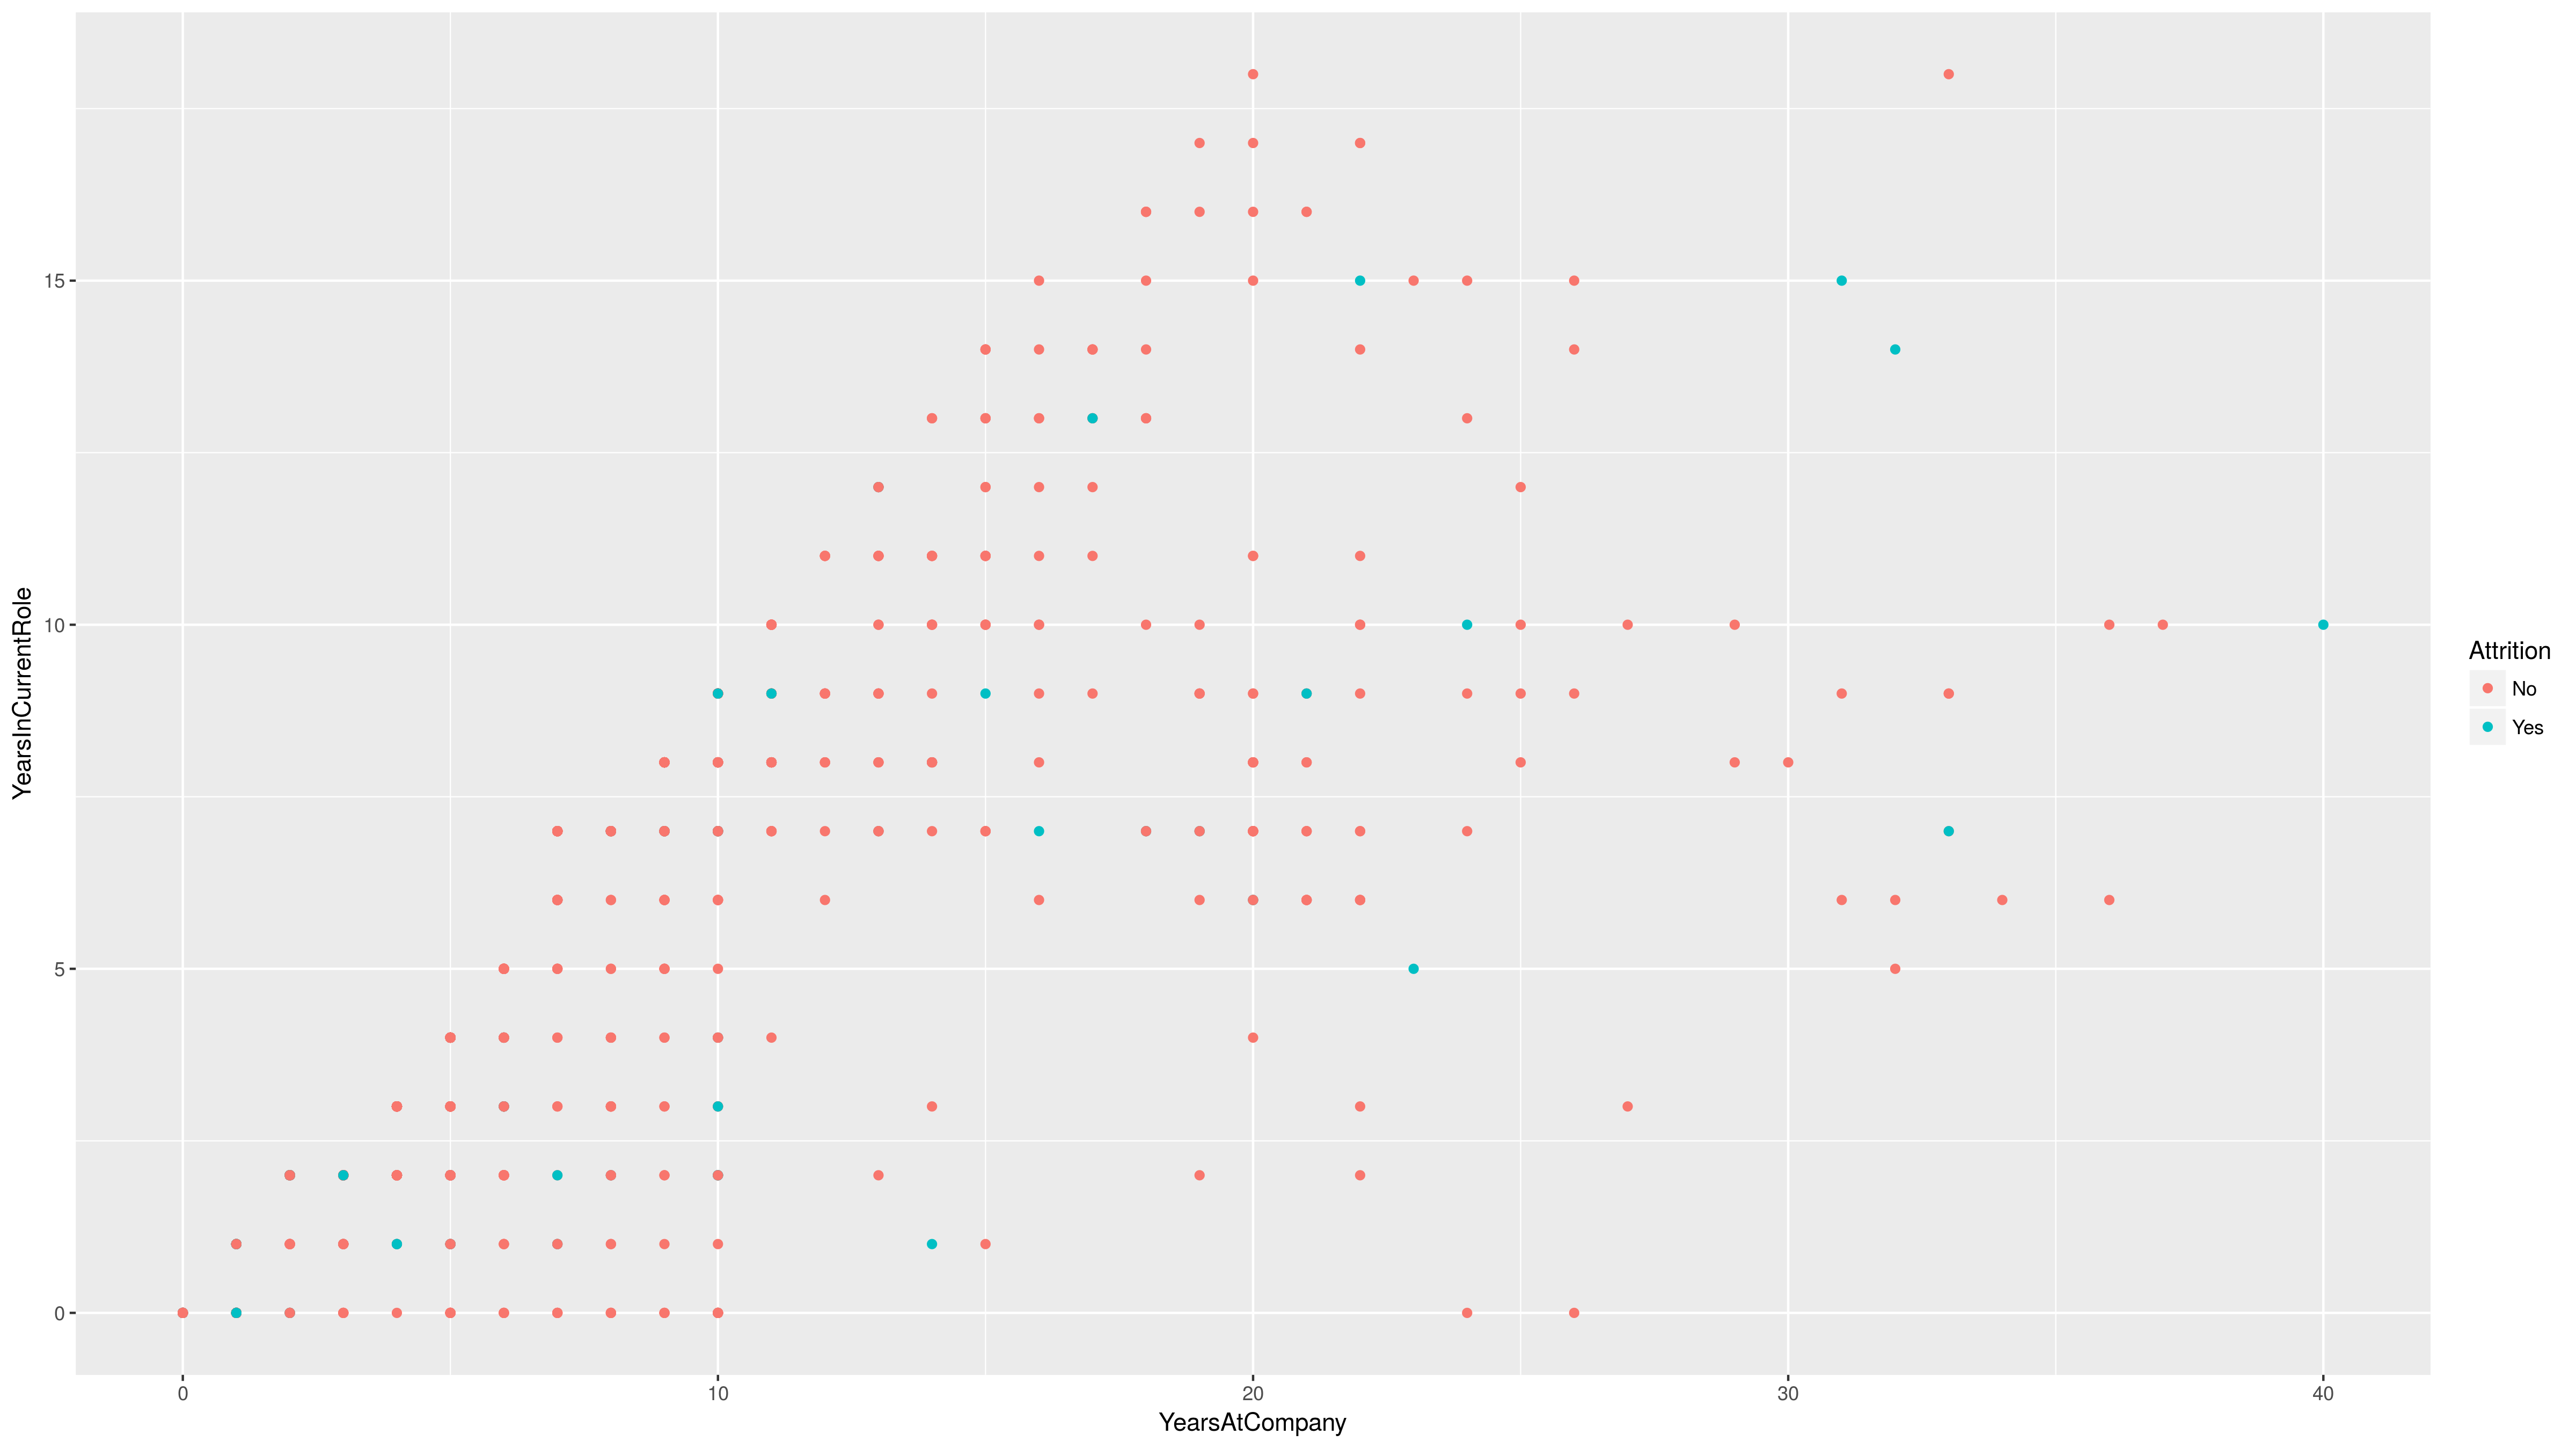 15
10
5
0
0 10 20 30 40
YearsAtCompany
YearsInCurrentRole
Attrition
No
Yes